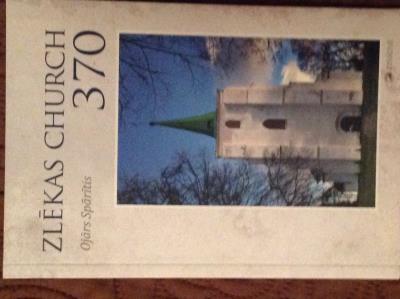 ZLĒKAS CHURCH
370
Ojārs Spārītis